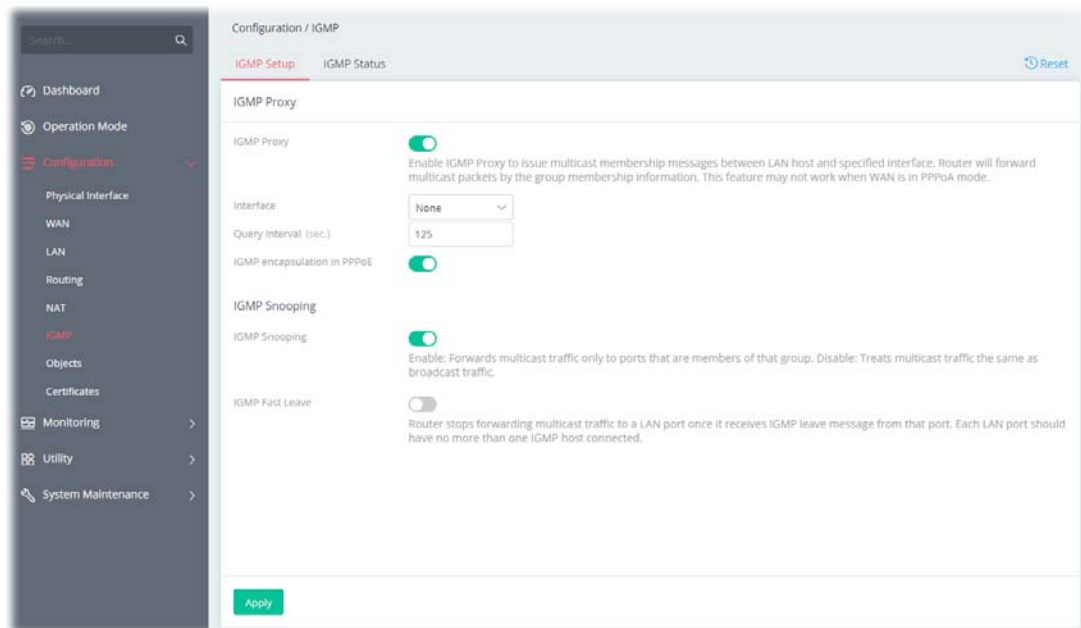 Search...
Dashboard
Operation Mode
Configuration
Physical Interface
WAN
LAN
Routing
NAT
IGMP
Objects
Certificates
Monitoring
Utility
System Maintenance
Configuration / IGMP
IGMP Setup IGMP Status
Reset
IGMP Proxy
IGMP Proxy
Enable IGMP Proxy to issue multicast membership messages between LAN host and specified interface. Router will forward
multicast packets by the group membership information. This feature may not work when WAN is in PPPoA mode.
Interface
None
Query Interval (sec.)
125
IGMP encapsulation in PPPoE
IGMP Snooping
IGMP Snooping
Enable: Forwards multicast traffic only to ports that are members of that group. Disable: Treats multicast traffic the same as
broadcast traffic.
IGMP Fast Leave
Router stops forwarding multicast traffic to a LAN port once it receives IGMP leave message from that port. Each LAN port should
have no more than one IGMP host connected.
Apply